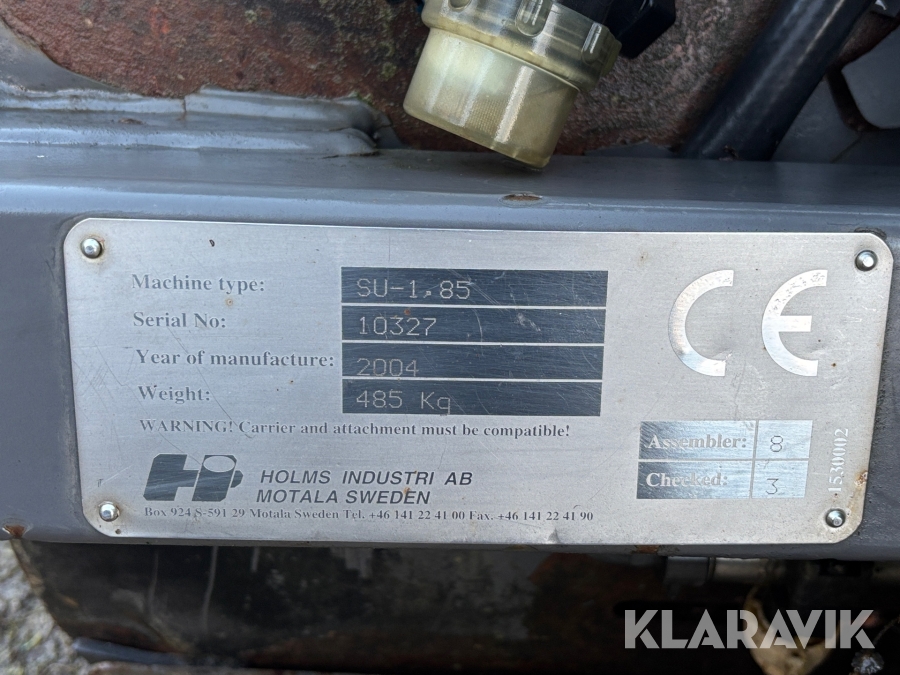 Machine type: SU-1.85
Serial No: 10327
Year of manufacture: 2004
Weight: 485 Kg
WARNING! Carrier and attachment must be compatible!
CE
Assembler: 8
Checked: 3
1530002
HOLMS INDUSTRI AB
MOTALA SWEDEN
Box 924 S-591 29 Motala Sweden Tel. +46 141 22 41 00 Fax. +46 141 22 41 90
KLARAVIK